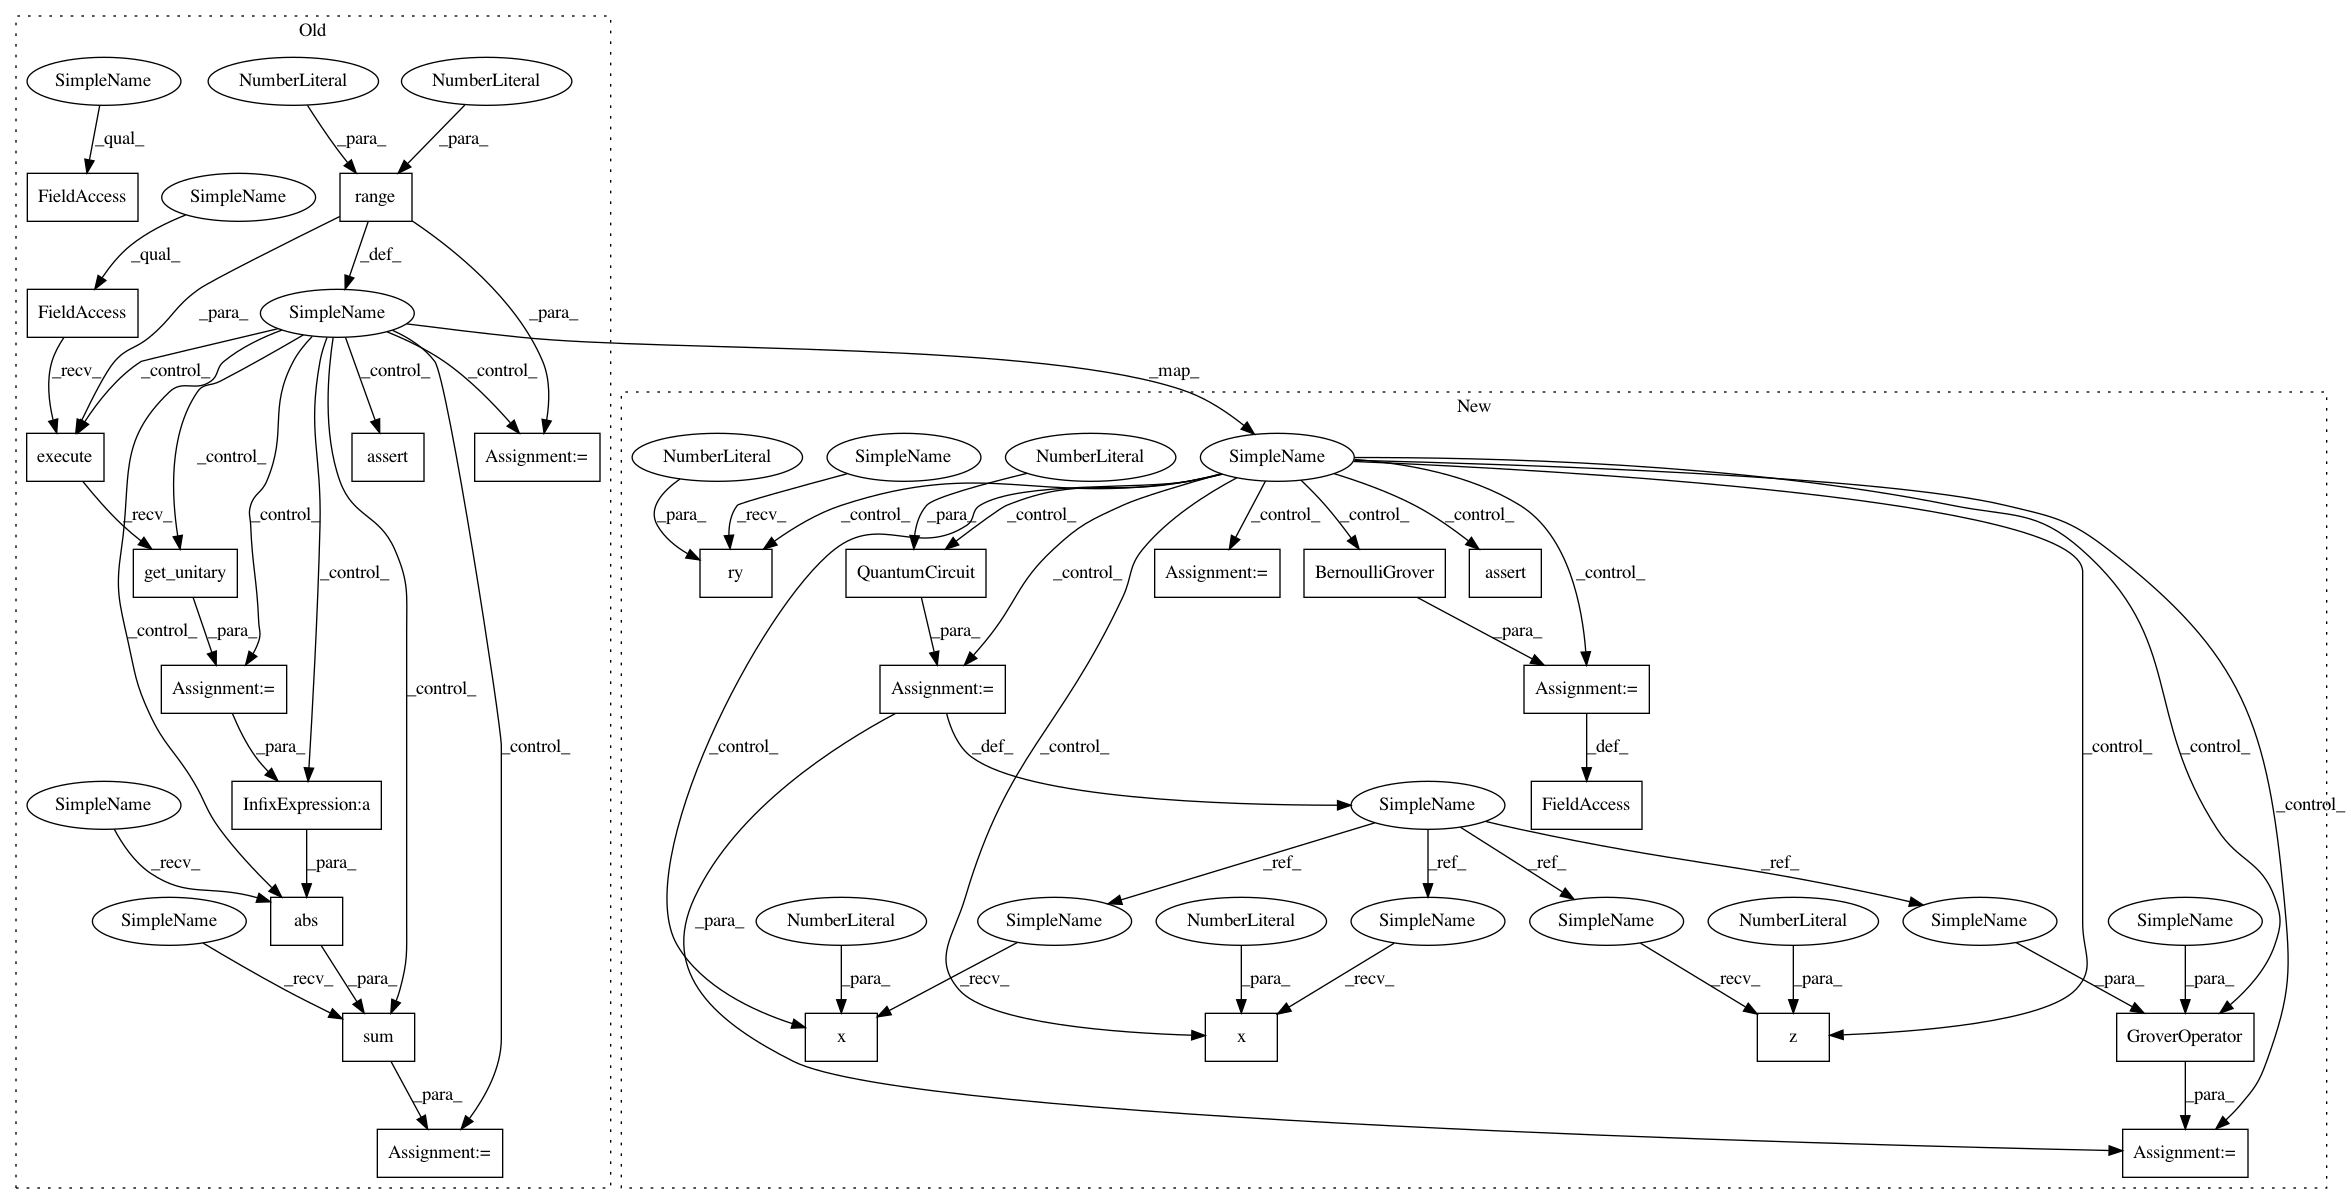 Old
SimpleName
NumberLiteral
NumberLiteral
_qual_
_para_
_para_
FieldAccess
SimpleName
range
_qual_
_def_
FieldAccess
_para_
SimpleName
_para_
_recv_
_control_
_control_
_control_
_map_
New
execute
_control_
assert
Assignment:=
NumberLiteral
SimpleName
NumberLiteral
SimpleName
_recv_
_control_
_control_
_para_
_recv_
_control_
_para_
_control_
_control_
_control_
_control_
get_unitary
ry
QuantumCircuit
_control_
Assignment:=
BernoulliGrover
assert
_control_
_control_
_para_
_para_
_para_
Assignment:=
_control_
Assignment:=
Assignment:=
_para_
_control_
_control_
_def_
_control_
_def_
_control_
_control_
SimpleName
InfixExpression:a
SimpleName
FieldAccess
_control_
_recv_
_para_
_ref_
_ref_
_ref_
_ref_
SimpleName
abs
_para_
NumberLiteral
SimpleName
NumberLiteral
SimpleName
SimpleName
NumberLiteral
SimpleName
SimpleName
_recv_
_para_
_para_
_recv_
_para_
_recv_
_recv_
_para_
_para_
_para_
sum
x
x
z
GroverOperator
_para_
_para_
Assignment:=
Assignment:=